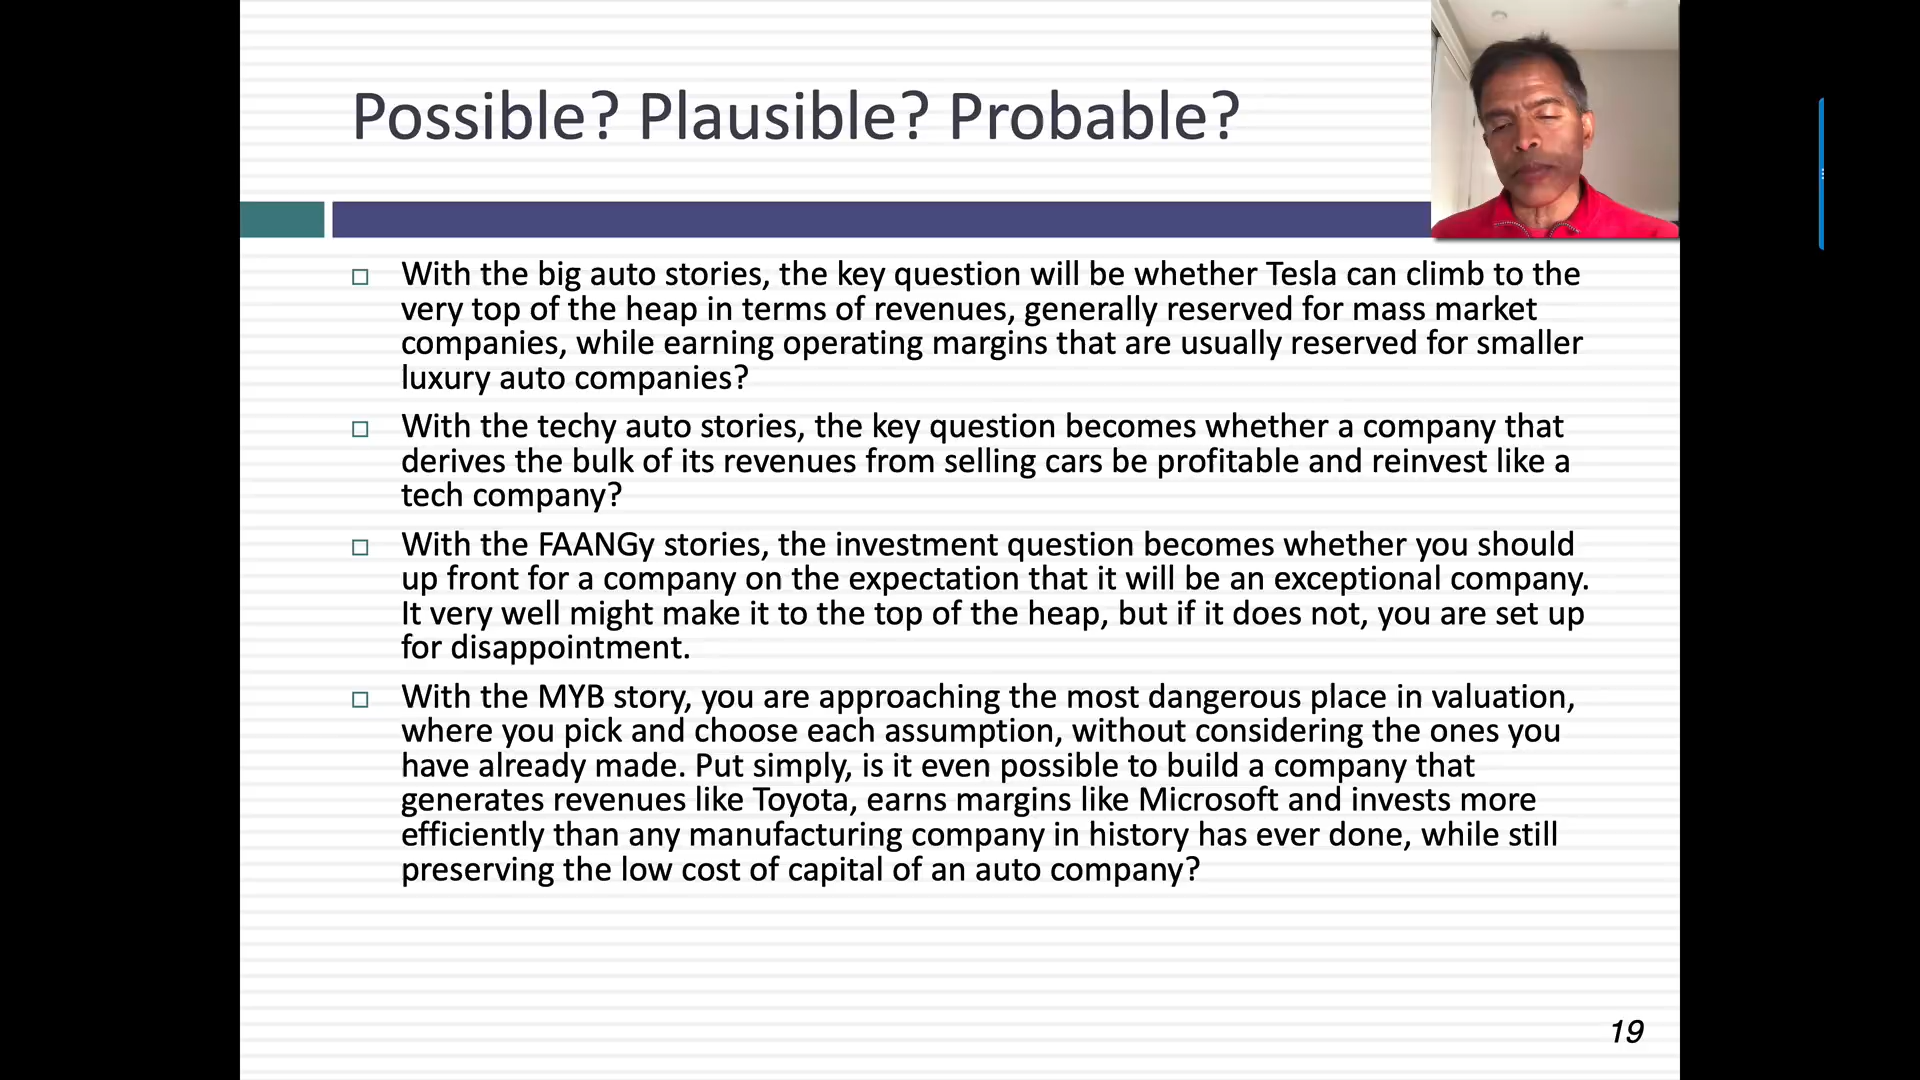 Possible? Plausible? Probable?
With the big auto stories, the key question will be whether Tesla can climb to the
very top of the heap in terms of revenues, generally reserved for mass market
companies, while earning operating margins that are usually reserved for smaller
luxury auto companies?
With the techy auto stories, the key question becomes whether a company that
derives the bulk of its revenues from selling cars be profitable and reinvest like a
tech company?
With the FAANGy stories, the investment question becomes whether you should
up front for a company on the expectation that it will be an exceptional company.
It very well might make it to the top of the heap, but if it does not, you are set up
for disappointment.
With the MYB story, you are approaching the most dangerous place in valuation,
where you pick and choose each assumption, without considering the ones you
have already made. Put simply, is it even possible to build a company that
generates revenues like Toyota, earns margins like Microsoft and invests more
efficiently than any manufacturing company in history has ever done, while still
preserving the low cost of capital of an auto company?
19